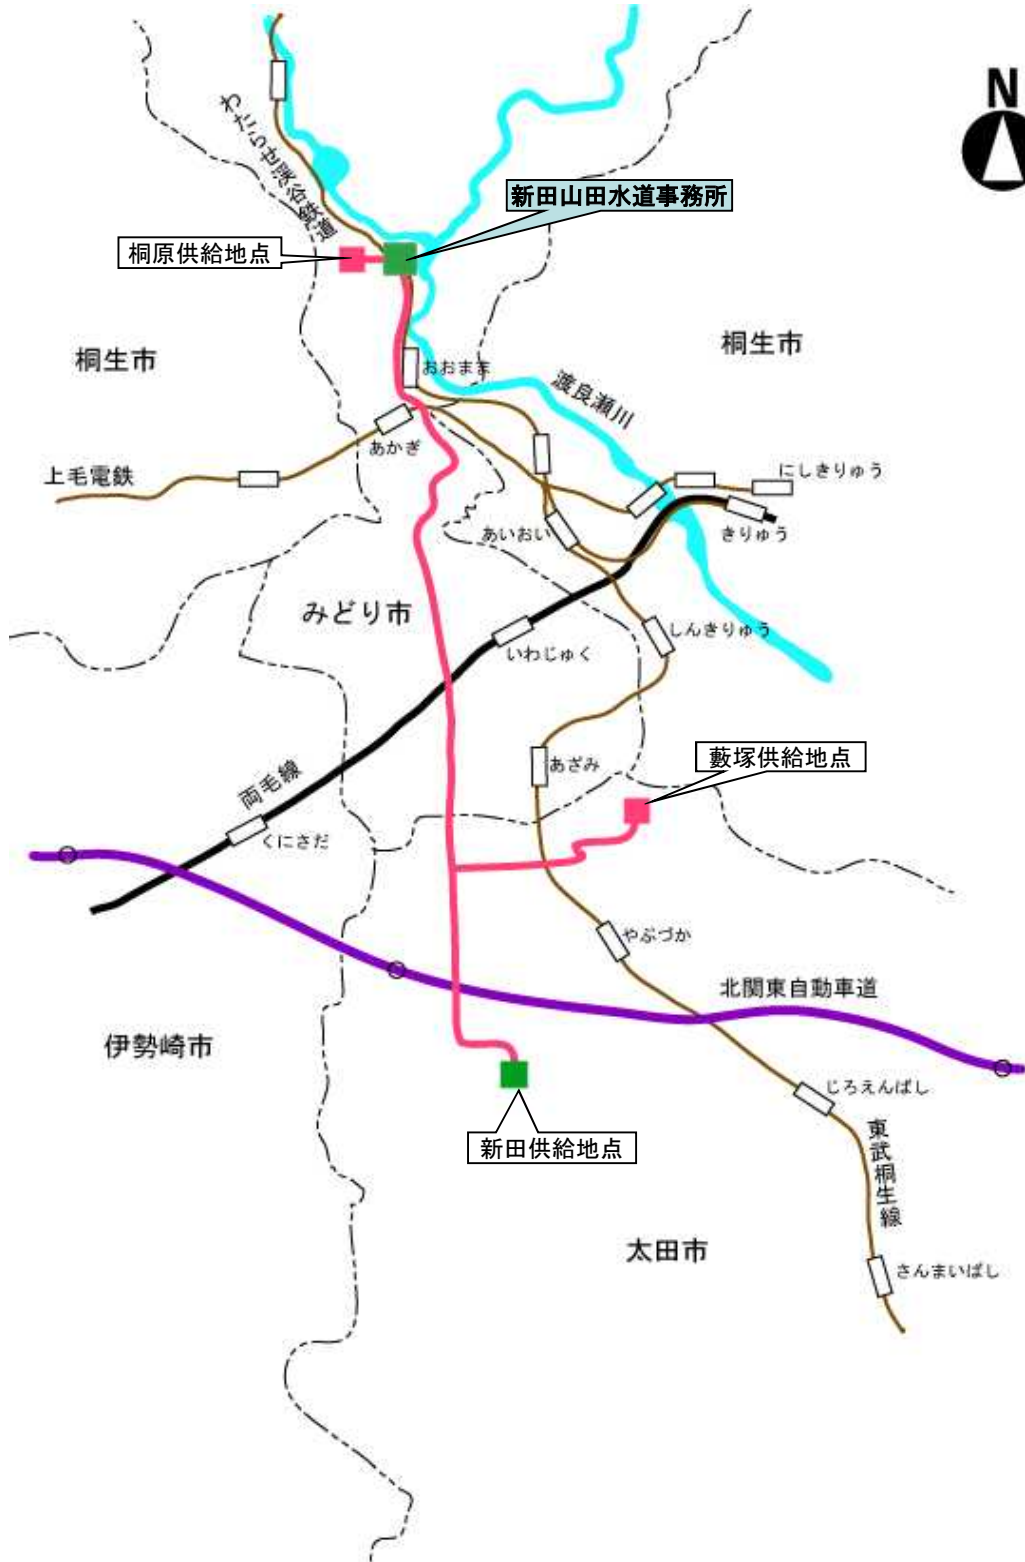 N
わたらせ渓谷鉄道
新田山田水道事務所
桐原供給地点
桐生市
桐生市
おおまま
渡良瀬川
あかぎ
上毛電鉄
にしきりゅう
きりゅう
あいおい
みどり市
しんきりゅう
いわじゅく
藪塚供給地点
あざみ
両毛線
くにさだ
やぶづか
北関東自動車道
伊勢崎市
じろえんばし
新田供給地点
東武桐生線
太田市
さんまいばし